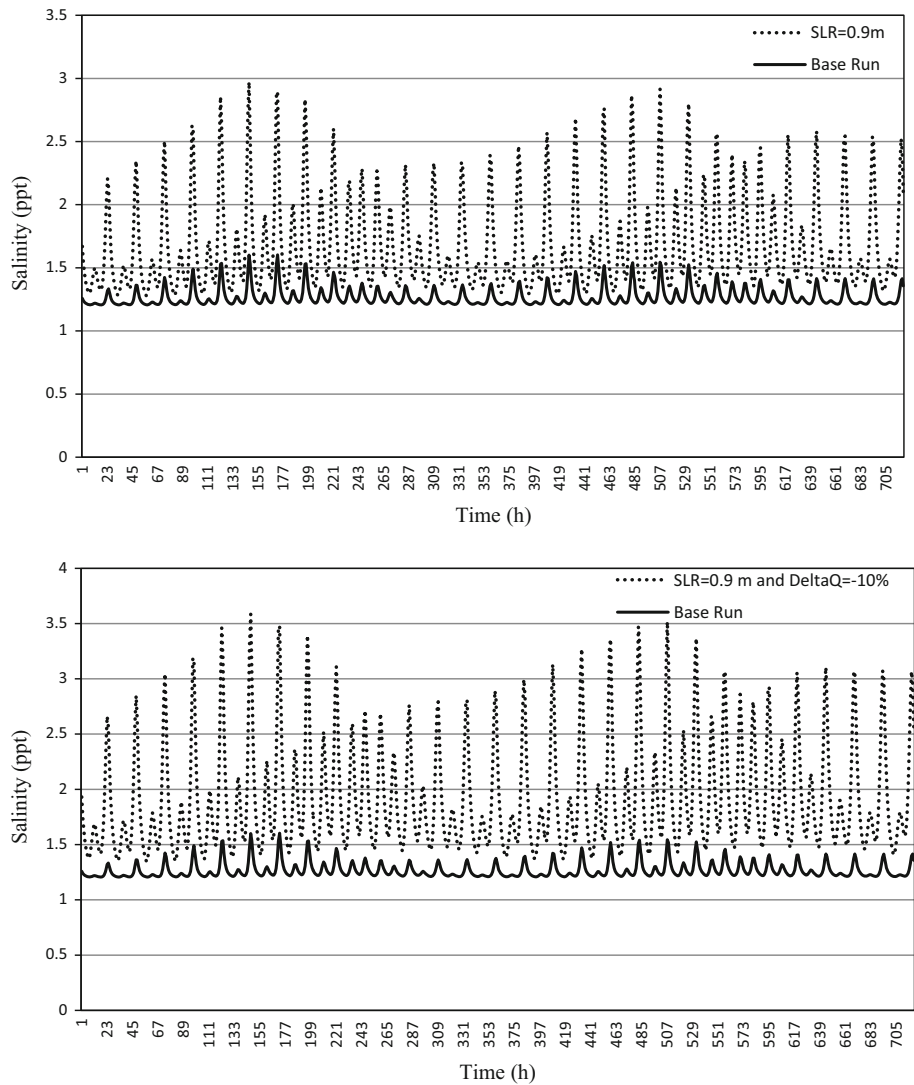 3.5
SLR=0.9m
Base Run
3
2.5
2
1.5
1
0.5
0
Salinity (ppt)
1 23 45 67 89 111 133 155 177 199 221 243 265 287 309 331 353 375 397 419 441 463 485 507 529 551 573 595 617 639 661 683 705
Time (h)
4
SLR=0.9 m and DeltaQ=-10%
Base Run
3.5
3
2.5
2
1.5
1
0.5
0
Salinity (ppt)
1 23 45 67 89 111 133 155 177 199 221 243 265 287 309 331 353 375 397 419 441 463 485 507 529 551 573 595 617 639 661 683 705
Time (h)